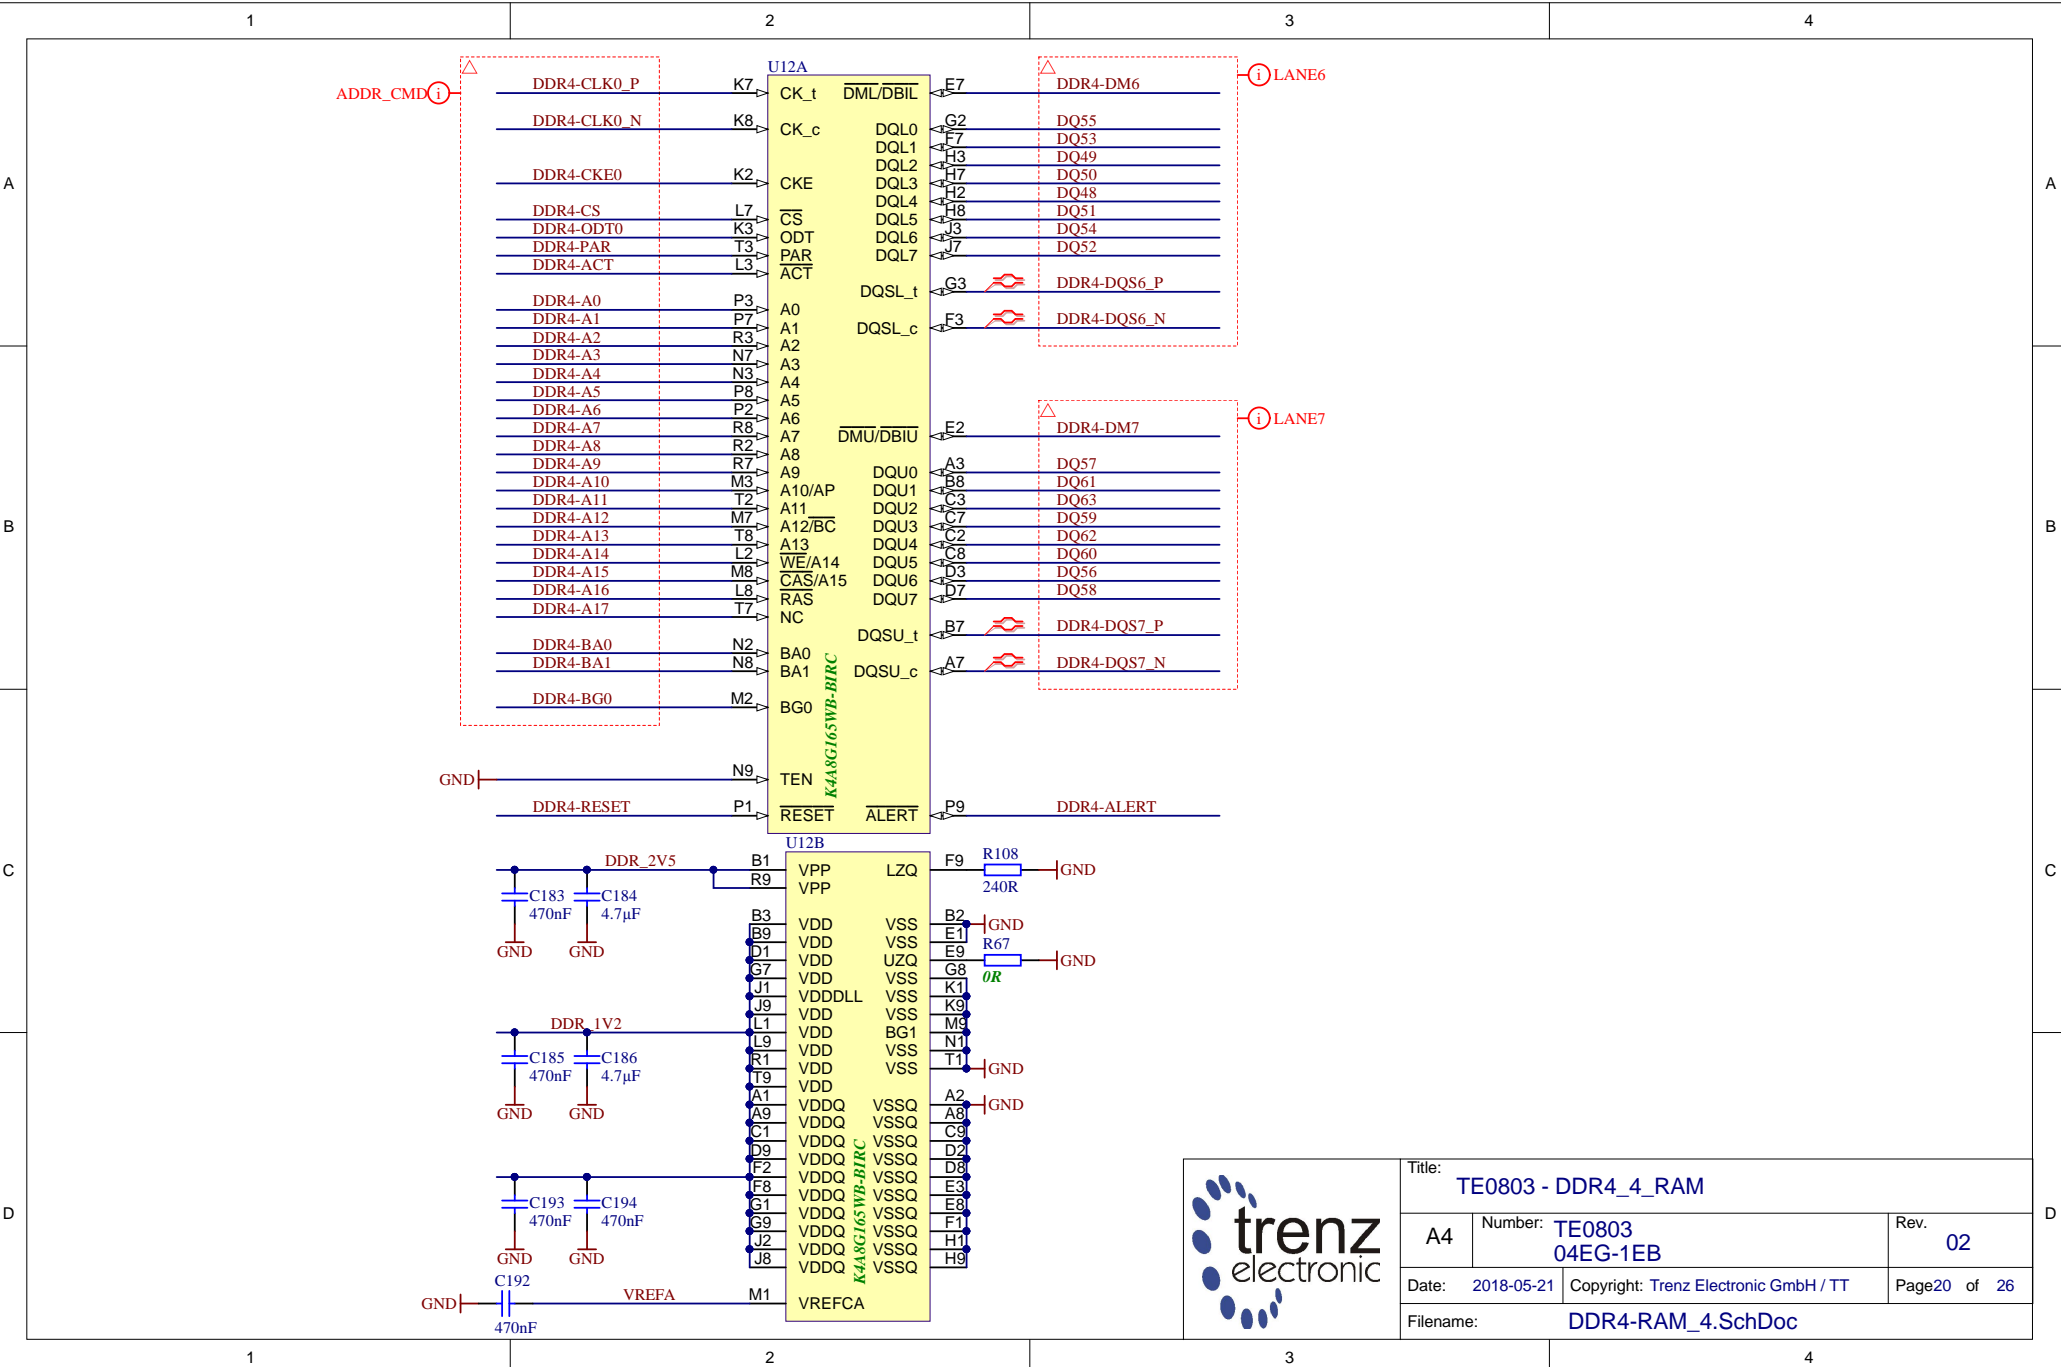 1 2 3 4
A
B
C
D
A
B
C
D
1 2 3 4
ADDR_CMD i
U12A
DDR4-CLK0_P K7 CK_t
DDR4-CLK0_N K8 CK_c
DDR4-CKE0 K2 CKE
DDR4-CS L7 CS
DDR4-ODT0 K3 ODT
DDR4-PAR T3 PAR
DDR4-ACT L3 ACT
DDR4-A0 P3 A0
DDR4-A1 P7 A1
DDR4-A2 R3 A2
DDR4-A3 N7 A3
DDR4-A4 N3 A4
DDR4-A5 P8 A5
DDR4-A6 P2 A6
DDR4-A7 R8 A7
DDR4-A8 R2 A8
DDR4-A9 R7 A9
DDR4-A10 M3 A10/AP
DDR4-A11 T2 A11
DDR4-A12 M7 A12/BC
DDR4-A13 T8 A13
DDR4-A14 L2 WE/A14
DDR4-A15 M8 CAS/A15
DDR4-A16 L8 RAS
DDR4-A17 T7 NC
DDR4-BA0 N2 BA0
DDR4-BA1 N8 BA1
DDR4-BG0 M2 BG0
GND N9 TEN
DDR4-RESET P1 RESET
K4A8G165WB-BIRC
i LANE6
DML/DBIL E7 DDR4-DM6
DQL0 G2 DQ55
DQL1 F7 DQ53
DQL2 H3 DQ49
DQL3 H7 DQ50
DQL4 H2 DQ48
DQL5 H8 DQ51
DQL6 J3 DQ54
DQL7 J7 DQ52
DQSL_t G3 DDR4-DQS6_P
DQSL_c F3 DDR4-DQS6_N
i LANE7
DMU/DBIU E2 DDR4-DM7
DQU0 A3 DQ57
DQU1 B8 DQ61
DQU2 C3 DQ63
DQU3 C7 DQ59
DQU4 C2 DQ62
DQU5 C8 DQ60
DQU6 D3 DQ56
DQU7 D7 DQ58
DQSU_t B7 DDR4-DQS7_P
DQSU_c A7 DDR4-DQS7_N
ALERT P9 DDR4-ALERT
U12B
DDR_2V5 B1 VPP
R9 VPP
C183 470nF GND
C184 4.7µF GND
B3 VDD
B9 VDD
D1 VDD
G7 VDD
J1 VDDDLL
J9 VDD
DDR_1V2 L1 VDD
L9 VDD
R1 VDD
T9 VDD
C185 470nF GND
C186 4.7µF GND
A1 VDDQ
A9 VDDQ
C1 VDDQ
D9 VDDQ
F2 VDDQ
F8 VDDQ
G1 VDDQ
G9 VDDQ
J2 VDDQ
J8 VDDQ
C193 470nF GND
C194 470nF GND
GND C192 470nF VREFA M1 VREFCA
K4A8G165WB-BIRC
LZQ F9 R108 240R GND
VSS B2 GND
VSS E1
UZQ E9 R67 0R GND
VSS G8
VSS K1
VSS K9
BG1 M9
VSS N1
VSS T1 GND
VSSQ A2 GND
VSSQ A8
VSSQ C9
VSSQ D2
VSSQ D8
VSSQ E3
VSSQ E8
VSSQ F1
VSSQ H1
VSSQ H9
trenz
electronic
Title:
TE0803 - DDR4_4_RAM
A4 Number: TE0803
04EG-1EB
Rev.
02
Date: 2018-05-21 Copyright: Trenz Electronic GmbH / TT Page20 of 26
Filename: DDR4-RAM_4.SchDoc